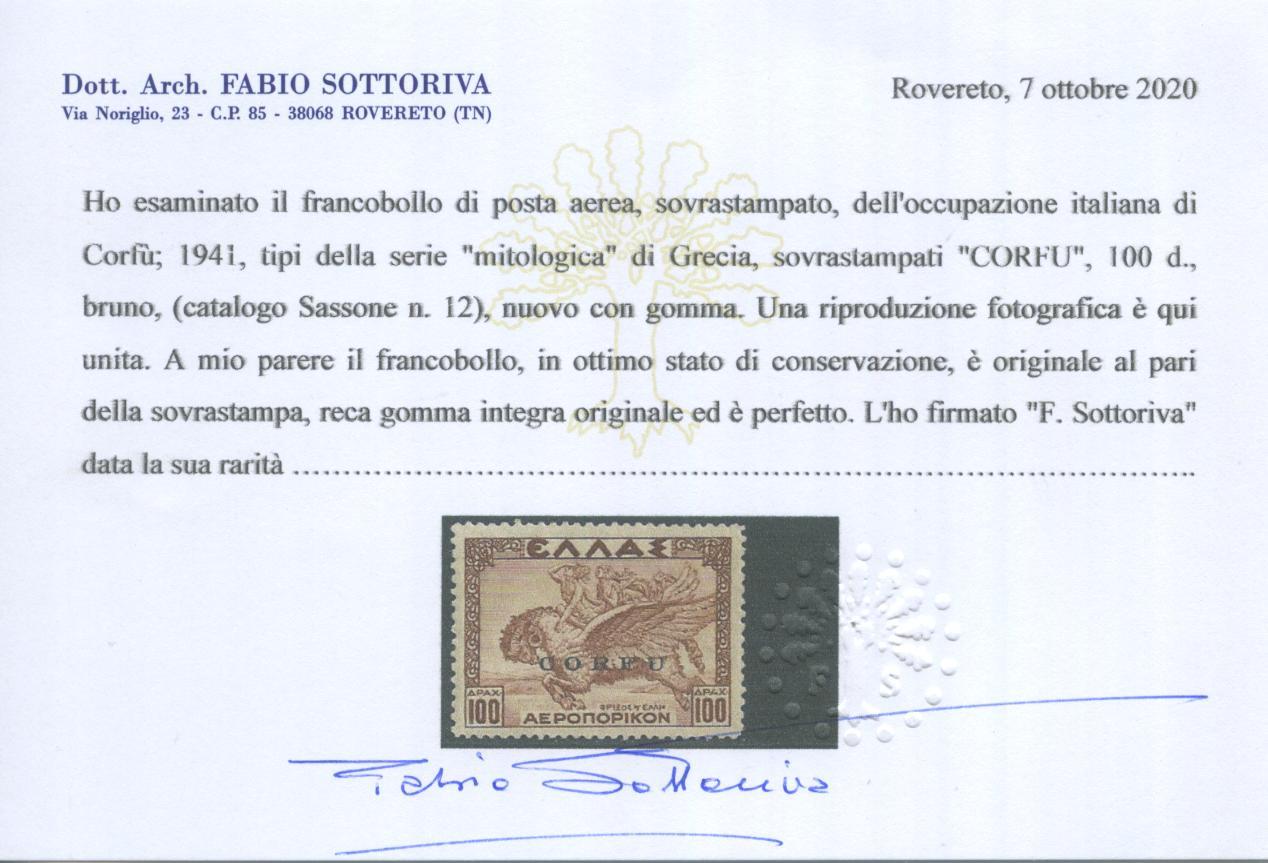 Dott. Arch. FABIO SOTTORIVA
Via Noriglio, 23 - C.P. 85 - 38068 ROVERETO (TN)
Rovereto, 7 ottobre 2020
Ho esaminato il francobollo di posta aerea, sovrastampato, dell'occupazione italiana di
Corfù; 1941, tipi della serie "mitologica" di Grecia, sovrastampati "CORFU", 100 d.,
bruno, (catalogo Sassone n. 12), nuovo con gomma. Una riproduzione fotografica è qui
unita. A mio parere il francobollo, in ottimo stato di conservazione, è originale al pari
della sovrastampa, reca gomma integra originale ed è perfetto. L'ho firmato "F. Sottoriva"
data la sua rarità ........................................................................................................
ΕΛΛΑΣ
CORFU
ΔΡΑΧ. ΔΡΑΧ.
ΦΡΙΞΟΣ Υ ΕΛΛΗ
100 ΑΕΡΟΠΟΡΙΚΟΝ 100
F S
Fabio Sottoriva